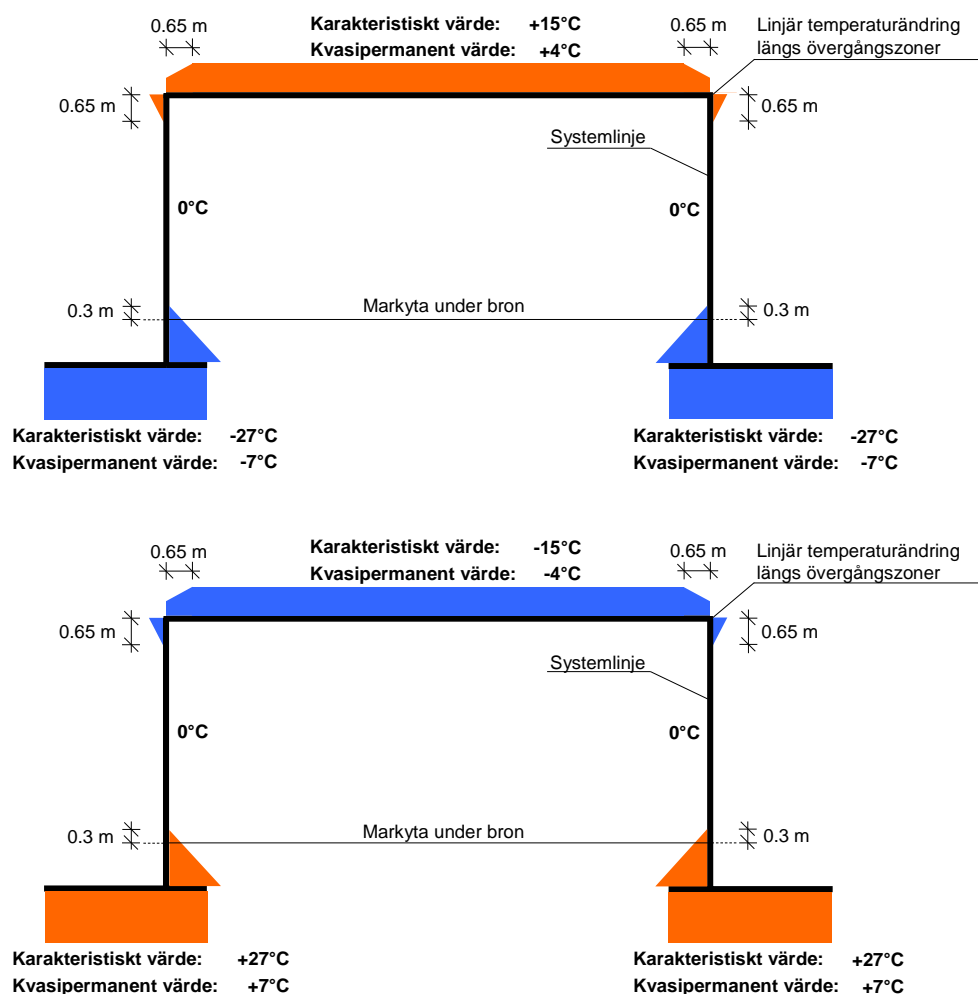 0.65 m
Karakteristiskt värde: +15°C
Kvasipermanent värde: +4°C
0.65 m
Linjär temperaturändring
längs övergångszoner
0.65 m
0.65 m
Systemlinje
0°C
0°C
0.3 m
Markyta under bron
0.3 m
Karakteristiskt värde: -27°C
Kvasipermanent värde: -7°C
Karakteristiskt värde: -27°C
Kvasipermanent värde: -7°C
0.65 m
Karakteristiskt värde: -15°C
Kvasipermanent värde: -4°C
0.65 m
Linjär temperaturändring
längs övergångszoner
0.65 m
0.65 m
Systemlinje
0°C
0°C
0.3 m
Markyta under bron
0.3 m
Karakteristiskt värde: +27°C
Kvasipermanent värde: +7°C
Karakteristiskt värde: +27°C
Kvasipermanent värde: +7°C